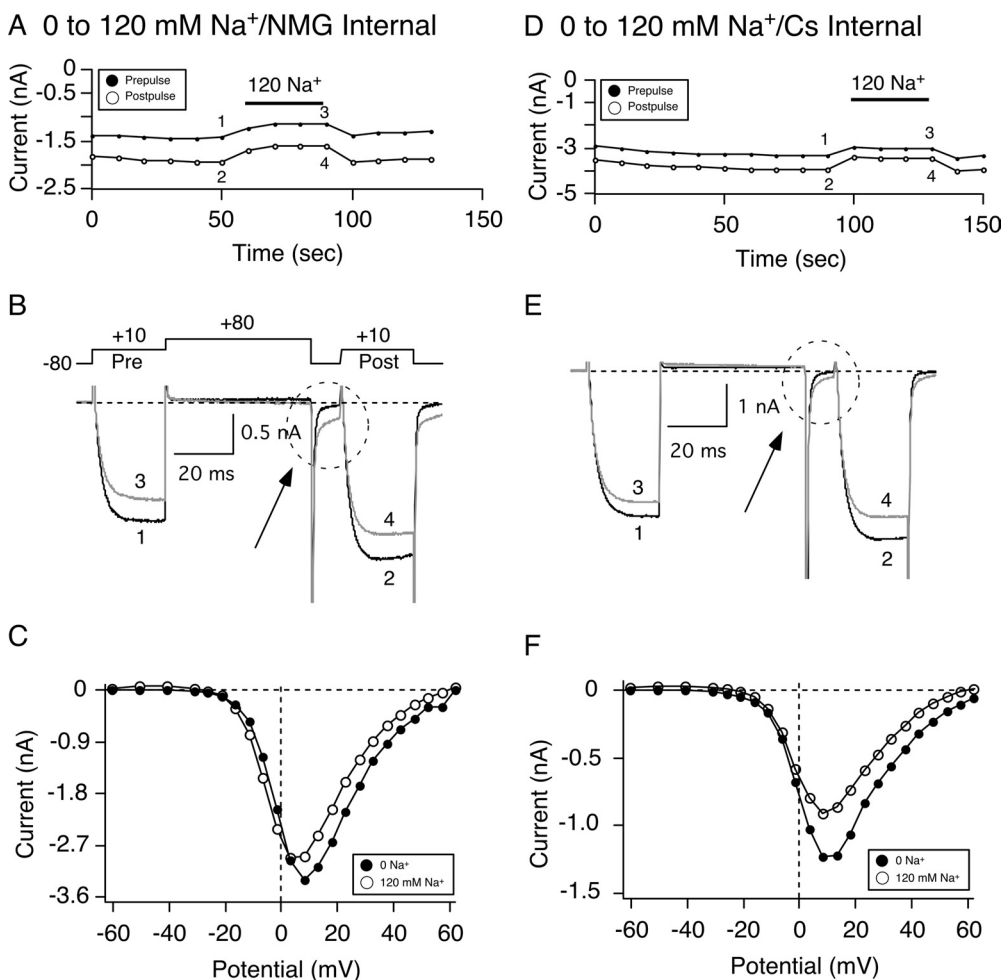 A 0 to 120 mM Na⁺/NMG Internal
Current (nA)
0
-0.5
-1.5
-2.5
Prepulse
Postpulse
120 Na⁺
1
3
2
4
0
50
100
150
Time (sec)
B
-80
+10
Pre
+80
+10
Post
0.5 nA
20 ms
3
1
4
2
C
Current (nA)
0
-0.9
-1.8
-2.7
-3.6
0 Na⁺
120 mM Na⁺
-60
-40
-20
0
20
40
60
Potential (mV)
D 0 to 120 mM Na⁺/Cs Internal
Current (nA)
0
-1
-3
-5
Prepulse
Postpulse
120 Na⁺
1
3
2
4
0
50
100
150
Time (sec)
E
1 nA
20 ms
3
1
4
2
F
Current (nA)
0
-0.5
-1.0
-1.5
0 Na⁺
120 mM Na⁺
-60
-40
-20
0
20
40
60
Potential (mV)